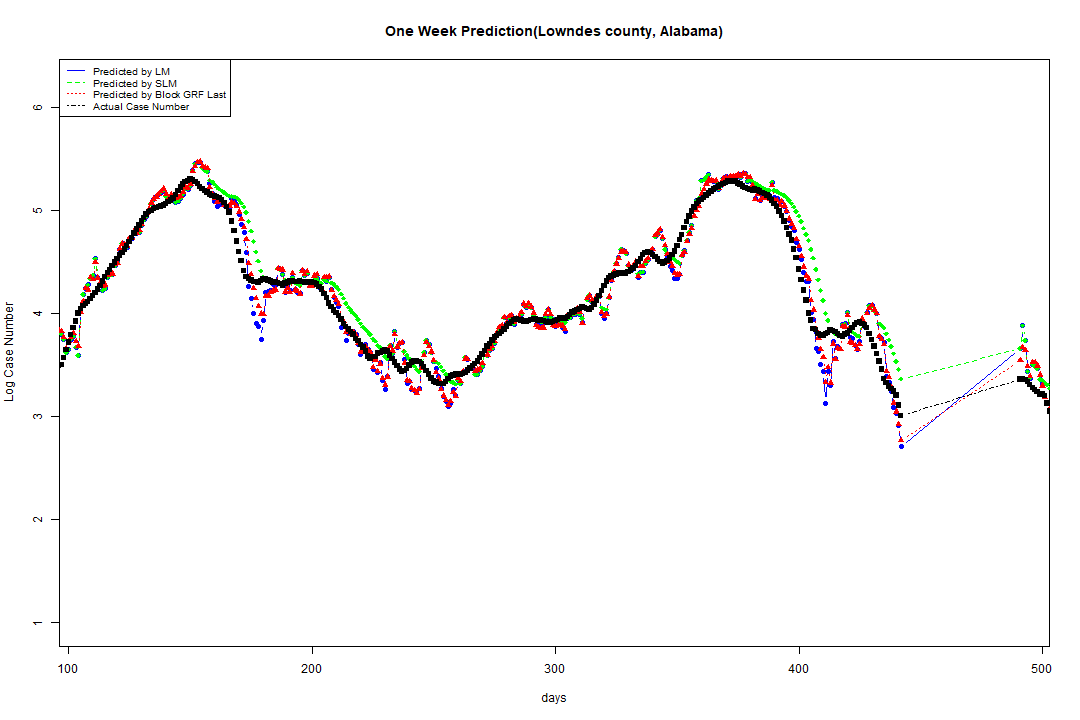 One Week Prediction(Lowndes county, Alabama)
Predicted by LM
Predicted by SLM
Predicted by Block GRF Last
Actual Case Number
Log Case Number
6
5
4
3
2
1
100 200 300 400 500
days